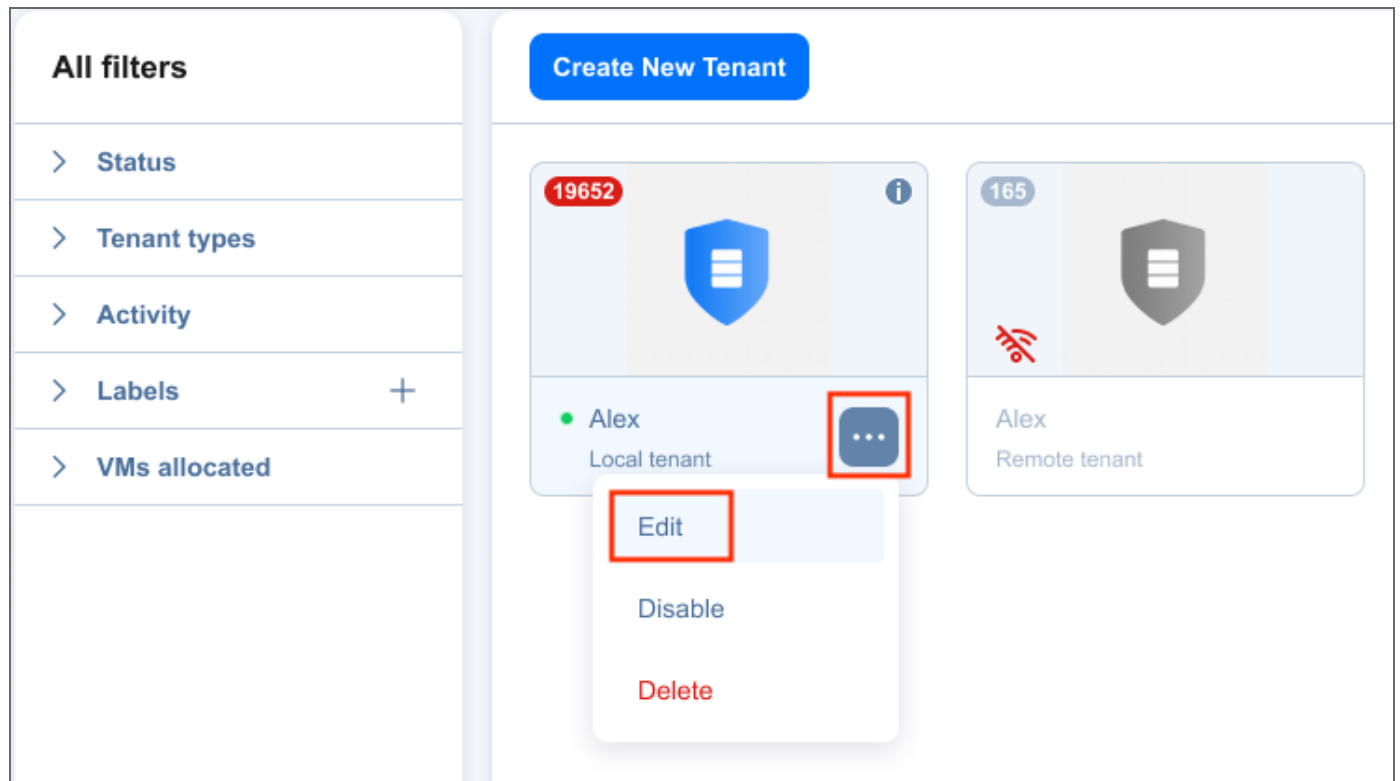 All filters
Status
Tenant types
Activity
Labels
VMs allocated
Create New Tenant
19652
Alex
Local tenant
165
Alex
Remote tenant
Edit
Disable
Delete